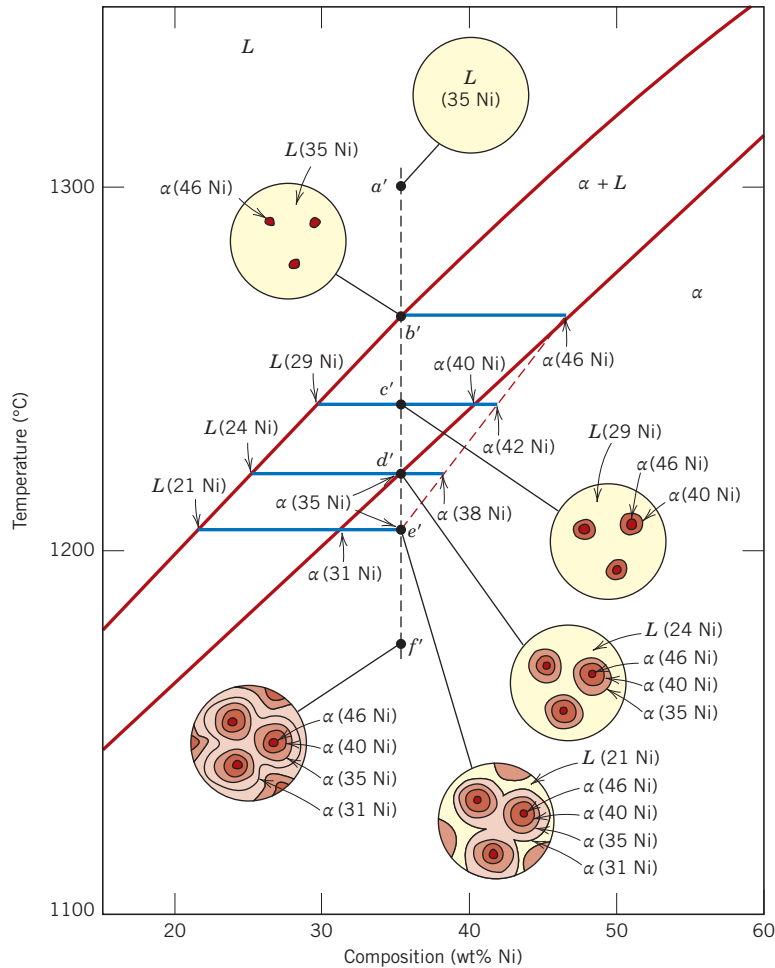 L
L
(35 Ni)
L(35 Ni)
α(46 Ni)
1300
a′
α + L
α
b′
L(29 Ni)
c′
α(40 Ni)
α(46 Ni)
L(24 Ni)
α(42 Ni)
L(29 Ni)
α(46 Ni)
α(40 Ni)
d′
L(21 Ni)
α(35 Ni)
α(38 Ni)
e′
1200
α(31 Ni)
f′
L (24 Ni)
α(46 Ni)
α(40 Ni)
α(35 Ni)
α(46 Ni)
α(40 Ni)
α(35 Ni)
α(31 Ni)
L (21 Ni)
α(46 Ni)
α(40 Ni)
α(35 Ni)
α(31 Ni)
1100
20
30
40
50
60
Composition (wt% Ni)
Temperature (°C)